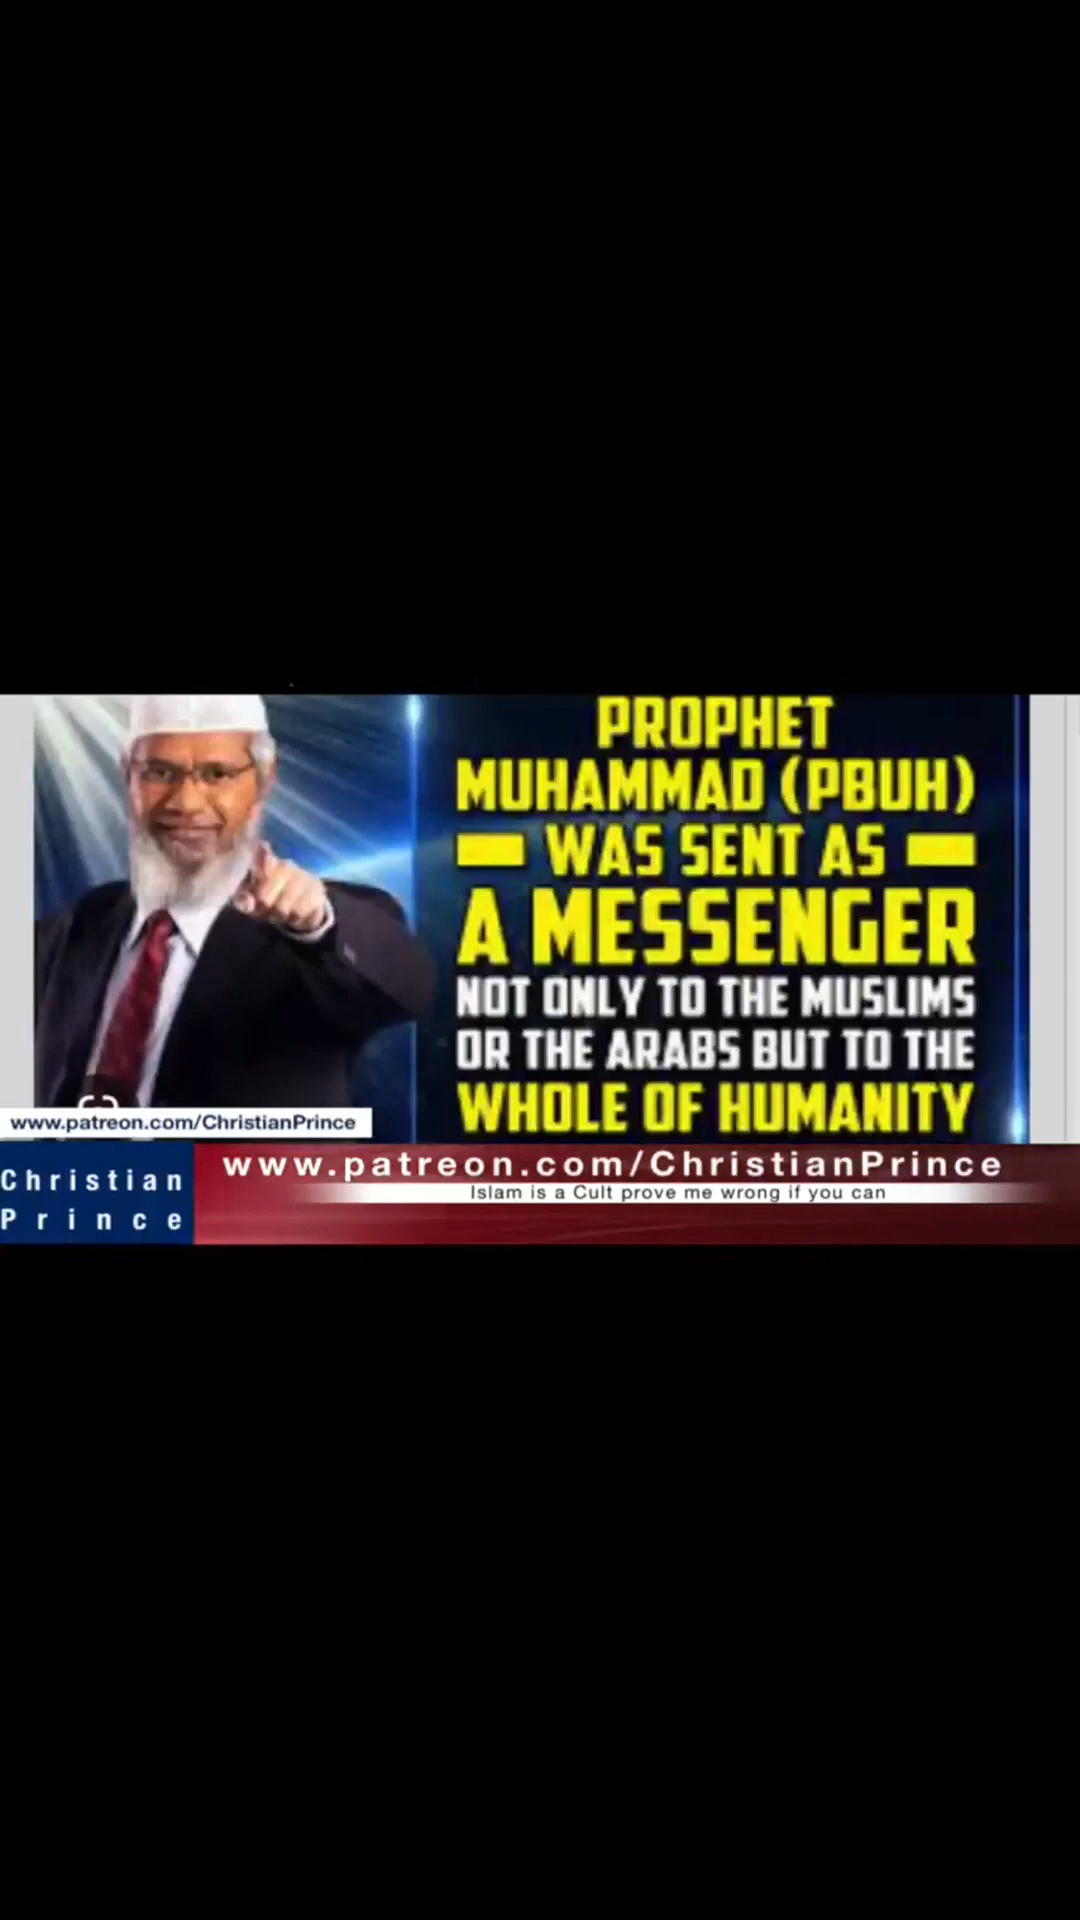 PROPHET
MUHAMMAD (PBUH)
WAS SENT AS
A MESSENGER
NOT ONLY TO THE MUSLIMS
OR THE ARABS BUT TO THE
WHOLE OF HUMANITY
www.patreon.com/ChristianPrince
Christian
Prince
www.patreon.com/ChristianPrince
Islam is a Cult prove me wrong if you can